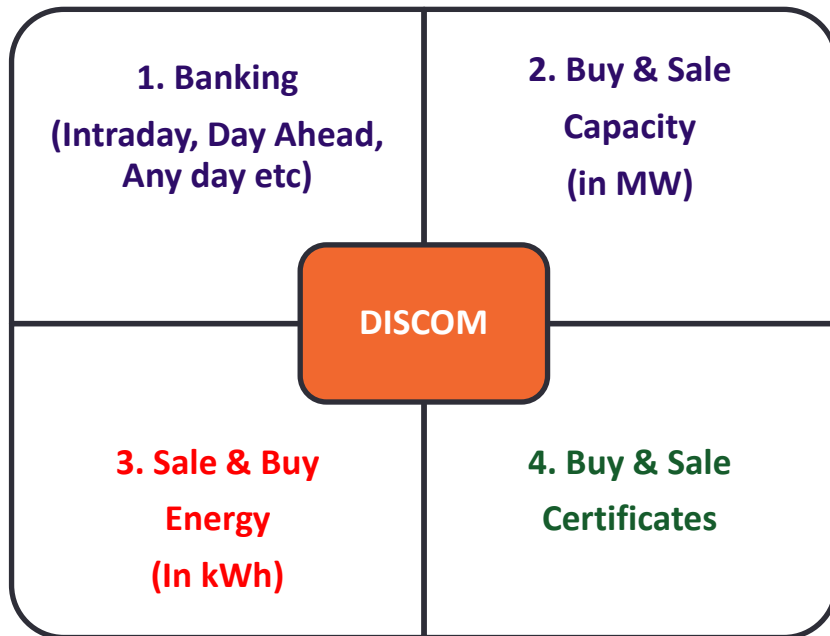 1. Banking
(Intraday, Day Ahead,
Any day etc)
2. Buy & Sale
Capacity
(in MW)
DISCOM
3. Sale & Buy
Energy
(In kWh)
4. Buy & Sale
Certificates